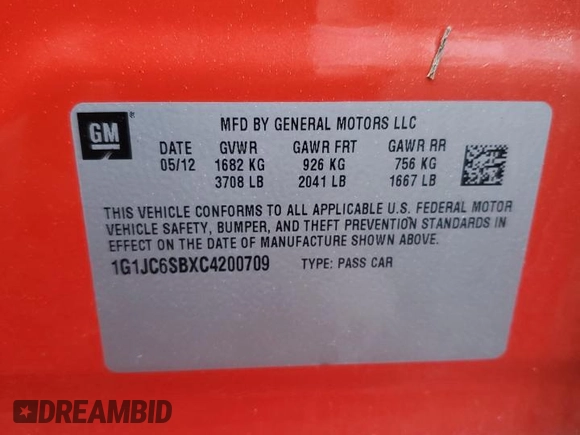 GM
®
MFD BY GENERAL MOTORS LLC
DATE GVWR GAWR FRT GAWR RR
05/12 1682 KG 926 KG 756 KG
3708 LB 2041 LB 1667 LB
THIS VEHICLE CONFORMS TO ALL APPLICABLE U.S. FEDERAL MOTOR
VEHICLE SAFETY, BUMPER, AND THEFT PREVENTION STANDARDS IN
EFFECT ON THE DATE OF MANUFACTURE SHOWN ABOVE.
1G1JC6SBXC4200709 TYPE: PASS CAR
DREAMBID